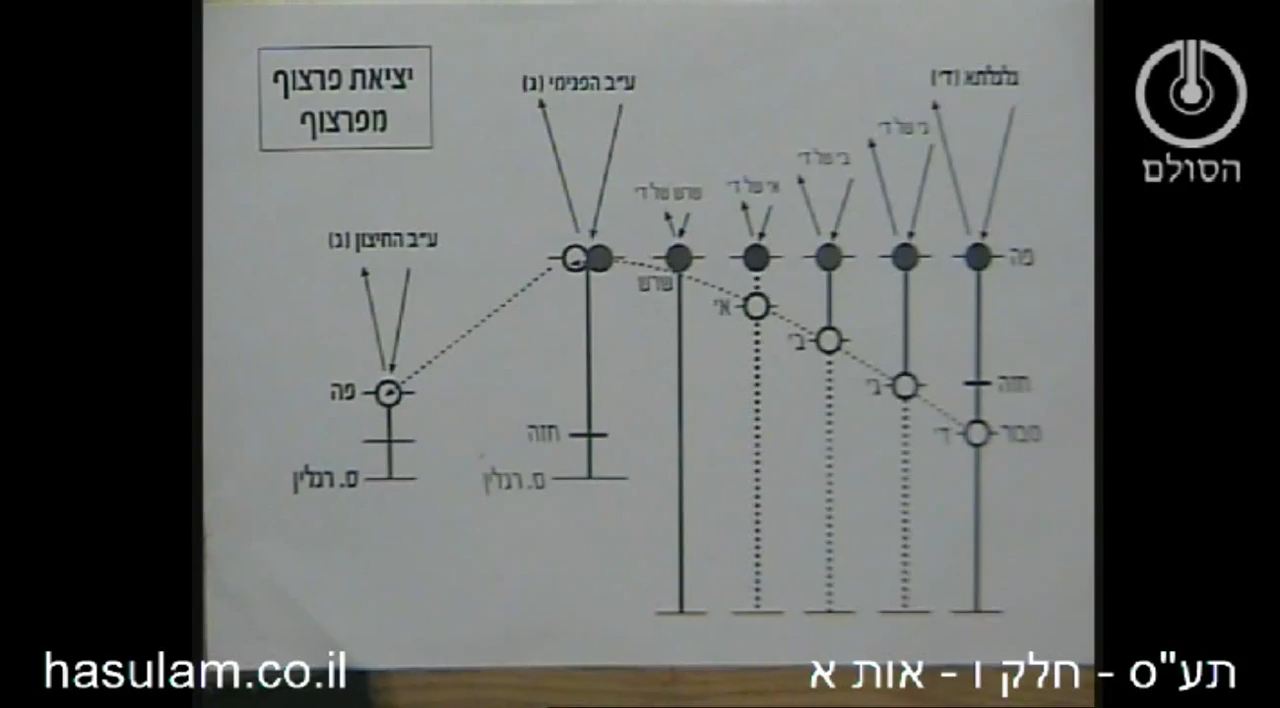 יציאת פרצוף
מפרצוף
גלגלתא (ד')
ג' של ד'
ב' של ד'
א' של ד'
שרש של ד'
ע״ב הפנימי (ג)
ע״ב החיצון (ג)
פה
חזה
טבור
ד'
ג'
ב'
א'
שרש
חזה
ס. רגלין
פה
ס. רגלין
הסולם
תע"ס - חלק ו - אות א
hasulam.co.il